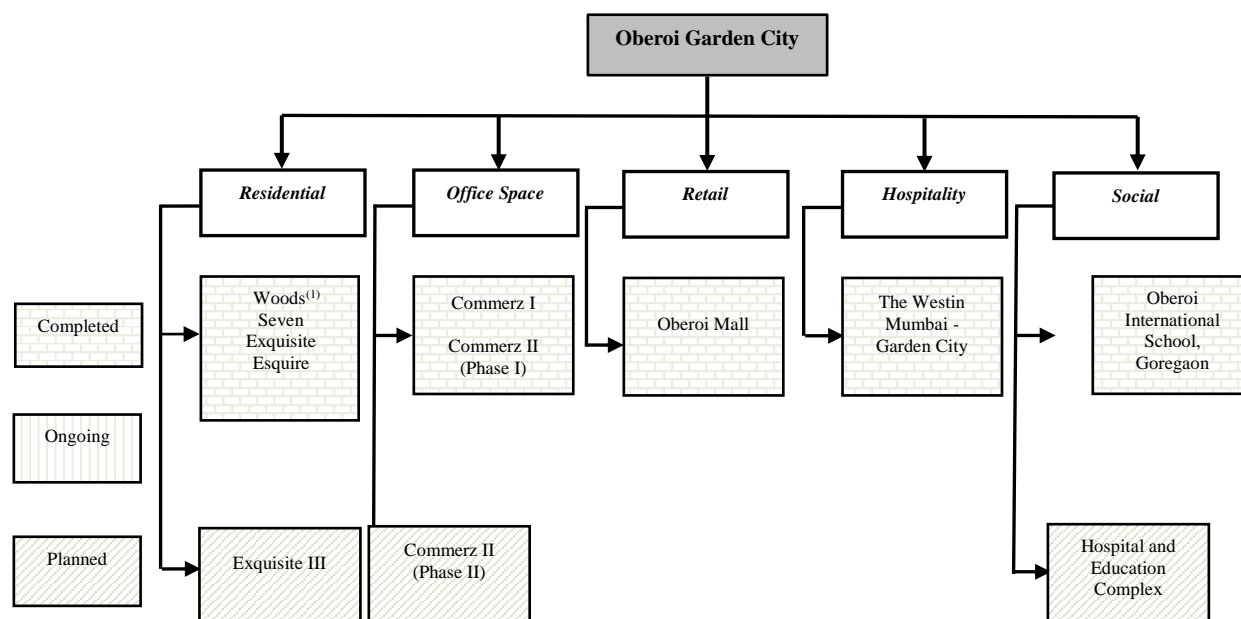 Oberoi Garden City
Residential
Office Space
Retail
Hospitality
Social
Completed
Woods(1)
Seven
Exquisite
Esquire
Commerz I
Commerz II
(Phase I)
Oberoi Mall
The Westin
Mumbai -
Garden City
Oberoi
International
School,
Goregaon
Ongoing
Planned
Exquisite III
Commerz II
(Phase II)
Hospital and
Education
Complex